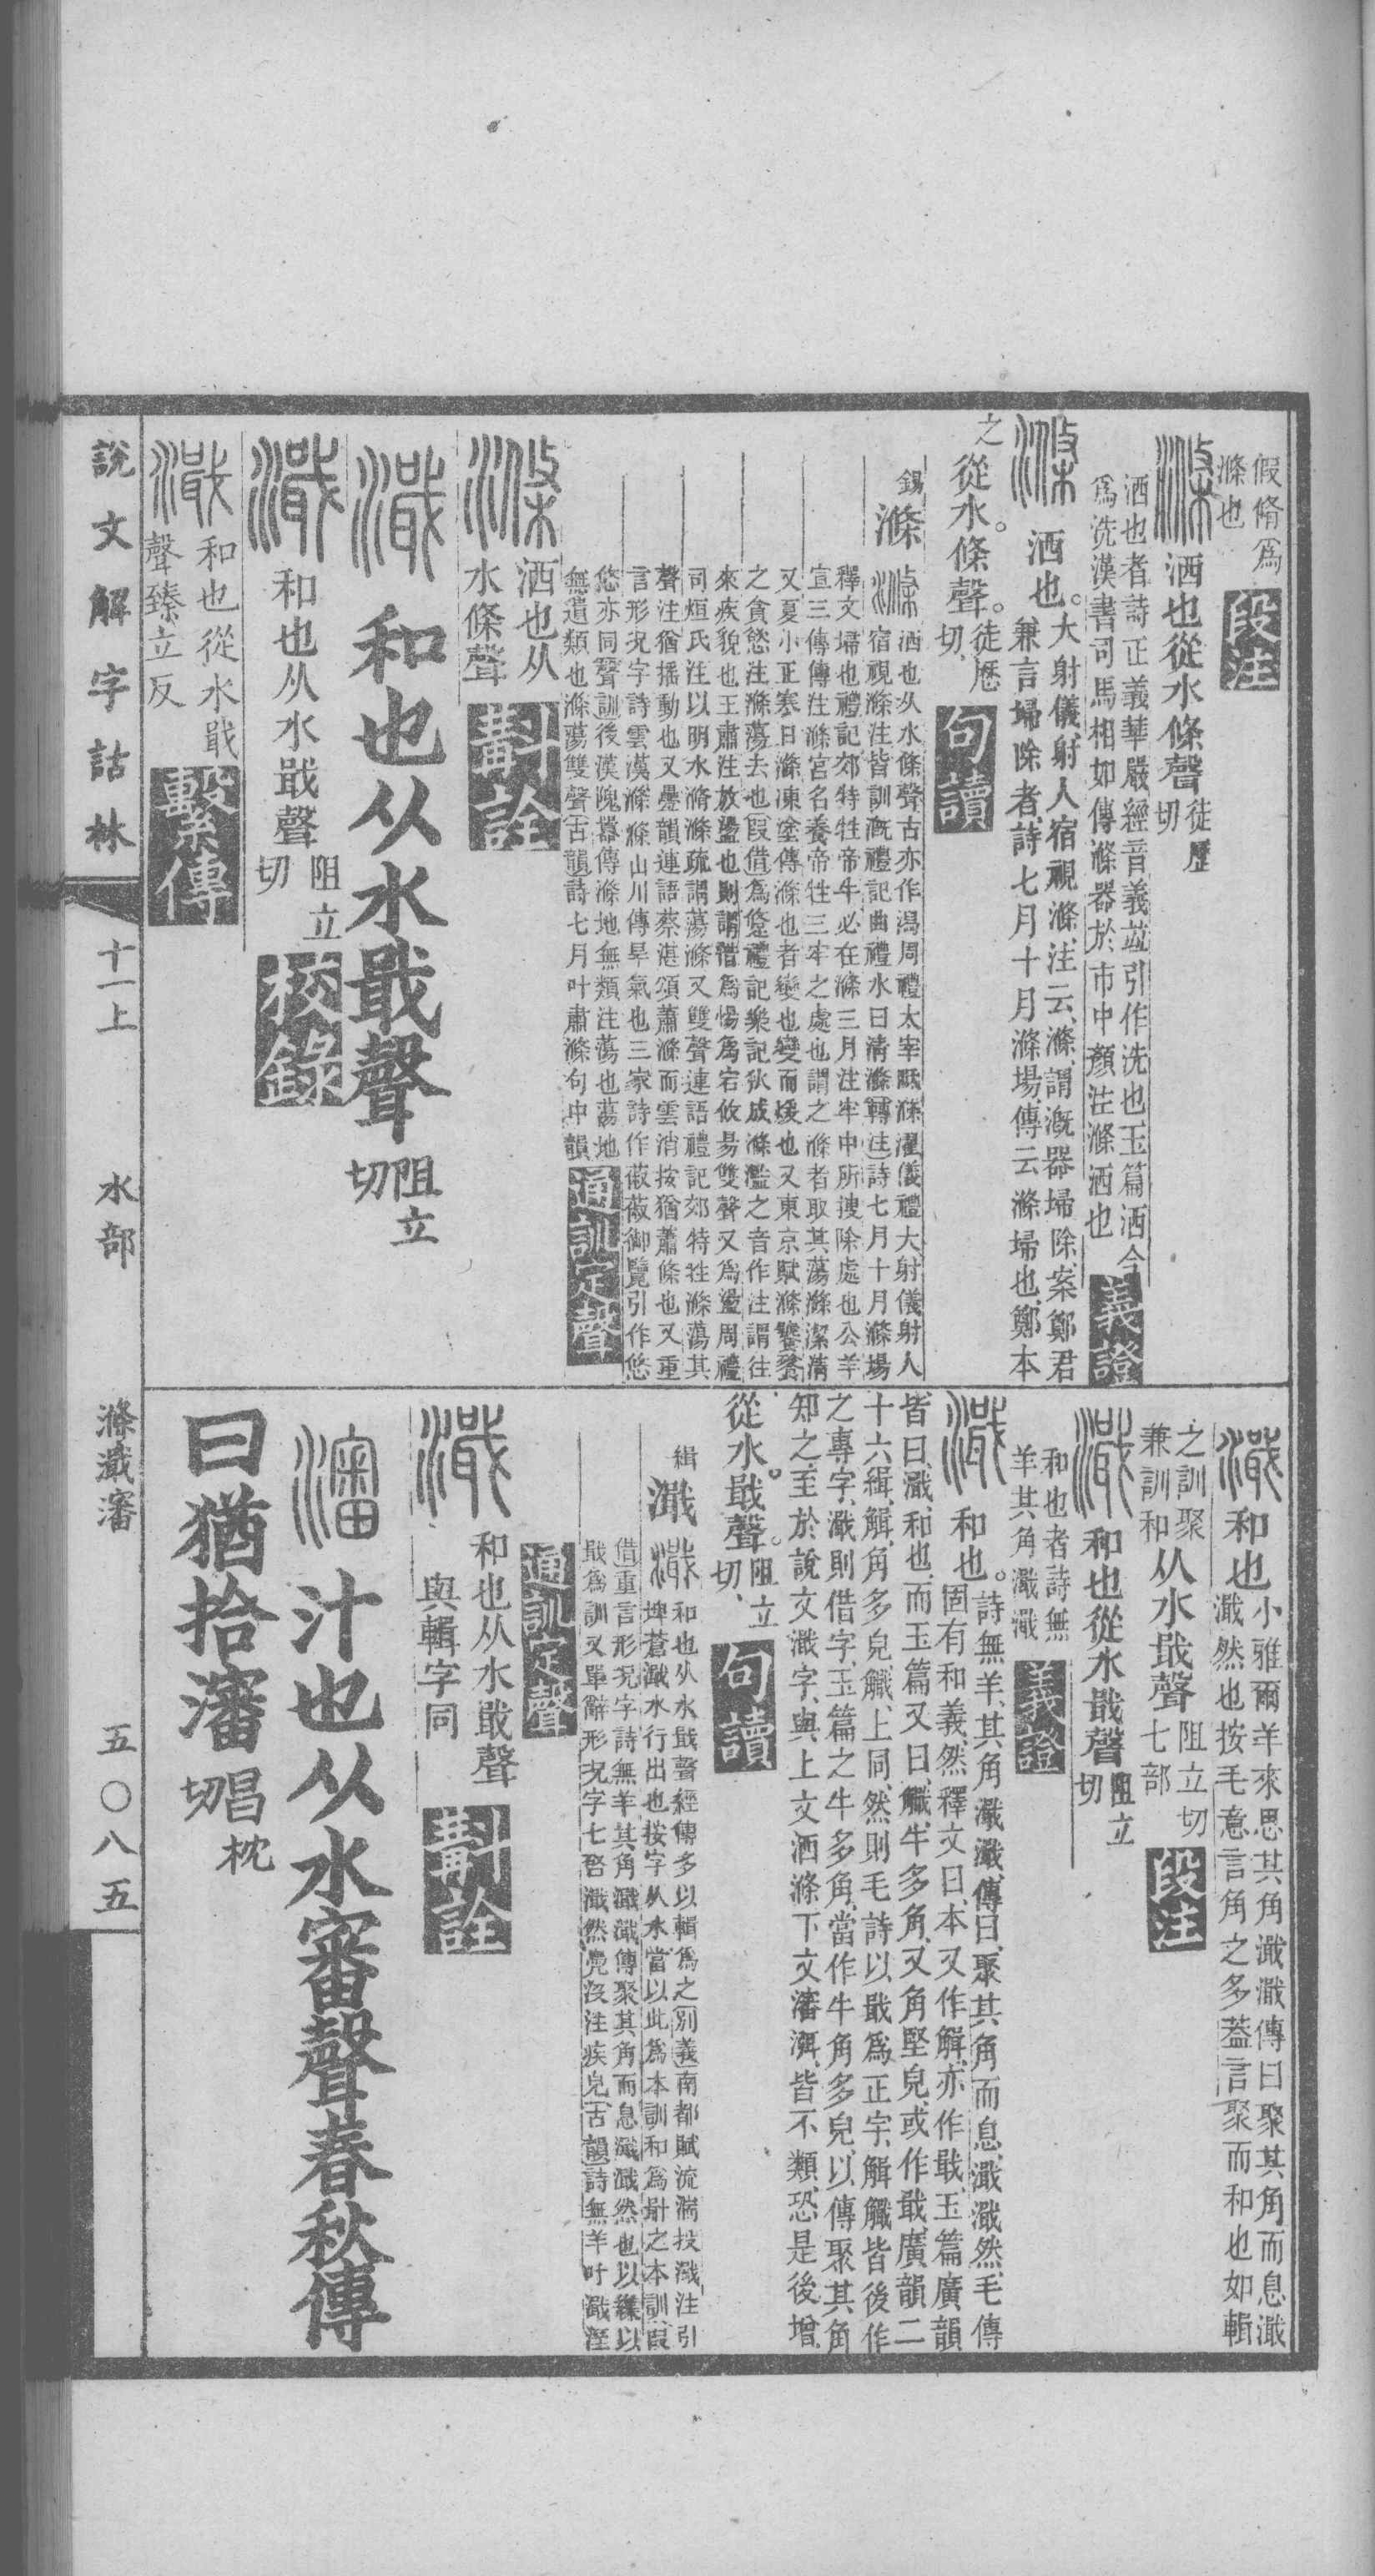 假脩爲
滌也
段注
滌
洒也從水條聲
徒歷
切
洒也者詩正義華嚴經音義竝引作洗也玉篇洒今
爲洗漢書司馬相如傳滌器於市中顏注滌洒也
義證
滌
洒也。
大射儀、射人宿視滌、注云、滌、謂漑器埽除、案鄭君
兼言埽除者、詩七月十月滌場、傳云滌埽也、鄭本
之
從水。條聲。
徒歷
切、
句讀
錫
滌
滌
洒也从水條聲古亦作潟周禮太宰眡滌濯儀禮大射儀射人
宿視滌注皆訓漑禮記曲禮水曰清滌轉注詩七月十月滌場
釋文埽也禮記郊特牲帝牛必在滌三月注牢中所搜除處也公羊
宣三傳傳注滌宮名養帝牲三牢之處也謂之滌者取其蕩滌潔清
又夏小正寒日滌凍塗傳滌也者變也變而煖也又東京賦滌饕餮
之貪慾注滌蕩去也叚借爲跾禮記樂記狄成滌濫之音作注謂往
來疾貌也王肅注放盪也則謂借爲惕爲宕攸易雙聲又爲盪周禮
司烜氏注以明水滫滌疏謂蕩滌又雙聲連語禮記郊特牲滌蕩其
聲注猶搖動也又疊韻連語蔡湛頌蕭滌而雲消按猶蕭條也又重
言形況字詩雲漢滌滌山川傳旱氣也三家詩作蔋蔋御覽引作悠
悠亦同聲訓後漢隗囂傳滌地無類注蕩也蕩地
無遺類也滌蕩雙聲古韻詩七月叶肅滌句中韻
通訓定聲
滌
洒也从
水條聲
斠詮
濈
和也从水戢聲
阻立
切
濈
和也从水戢聲
阻立
切
校錄
濈
和也從水戢
聲臻立反
繫傳
濈
和也
小雅爾羊來思其角濈濈傳曰聚其角而息濈
濈然也按毛意言角之多葢言聚而和也如輯
之訓聚
兼訓和
从水戢聲
阻立切
七部
段注
濈
和也從水戢聲
阻立
切
和也者詩無
羊其角濈濈
義證
濈
和也。
詩無羊、其角濈濈、傳曰、聚其角而息、濈濈然、毛傳
固有和義、然釋文曰、本又作觶、亦作戢、玉篇廣韻
皆曰、濈、和也、而玉篇又曰、觶、牛多角、又角堅皃、或作戢、廣韻二
十六緝、觶、角多皃、觶、上同、然則毛詩以戢爲正字、觶觶皆後作
之專字、濈則借字、玉篇之牛多角、當作牛角多皃、以傳聚其角
知之、至於說文濈字、與上文洒滌下文瀋渳、皆不類、恐是後增、
從水。戢聲。
阻立
切、
句讀
緝
濈
濈
和也从水戢聲經傳多以輯爲之別義南都賦流湍投濈注引
埤蒼濈水行出也按字从水當以此爲本訓和爲計之本訓叚
借重言形況字詩無羊其角濈濈傳聚其角而息濈濈然也以緝以
戢爲訓又單辭形況字七啓濈然鳧沒注疾皃古韻詩無羊叶濈溼
通訓定聲
濈
和也从水戢聲
與輯字同
斠詮
瀋
汁也从水審聲春秋傳
曰猶拾瀋
昌枕
切
說文解字詁林
十一上
水部
滌濈瀋
五〇八五